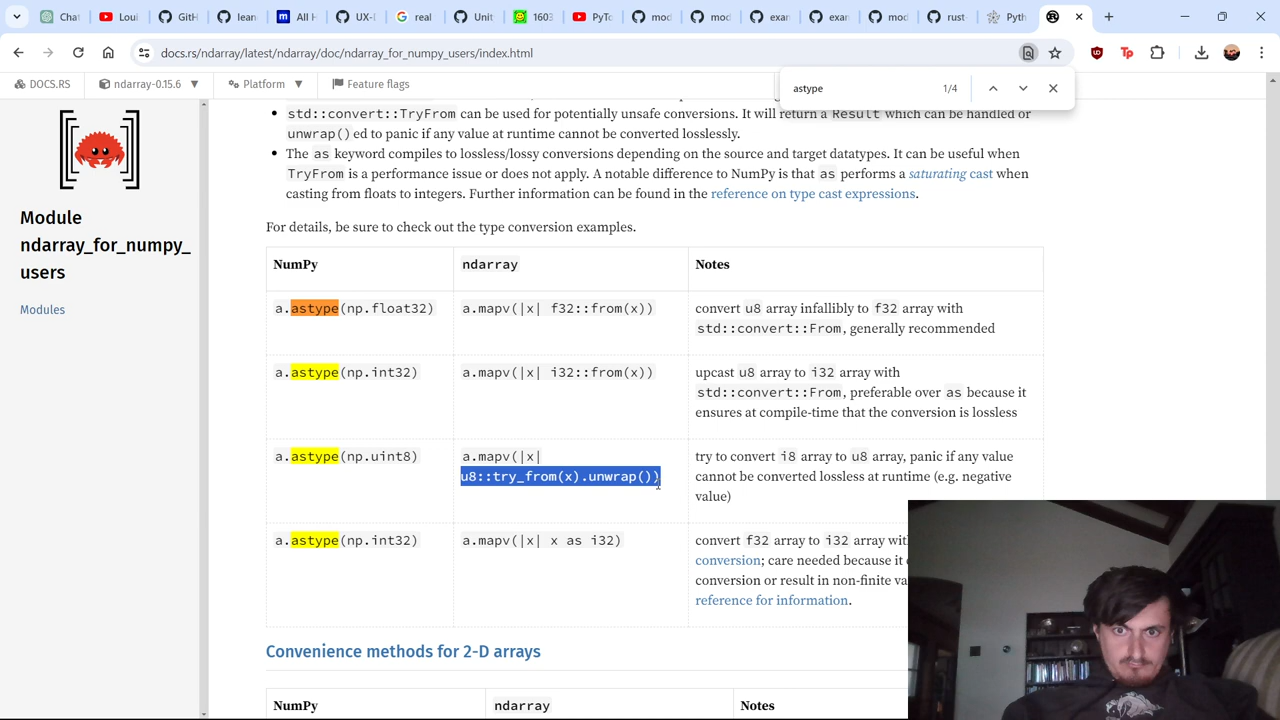 Loui
GitH
lean
All H
UX-
real
Unit
1603
PyTo
mod
mod
exan
exan
mod
rust-
Pyth
docs.rs/ndarray/latest/ndarray/doc/ndarray_for_numpy_users/index.html
DOCS.RS
ndarray-0.15.6
Platform
Feature flags
astype
1/4
std::convert::TryFrom can be used for potentially unsafe conversions. It will return a Result which can be handled or
unwrap() ed to panic if any value at runtime cannot be converted losslessly.
The as keyword compiles to lossless/lossy conversions depending on the source and target datatypes. It can be useful when
TryFrom is a performance issue or does not apply. A notable difference to NumPy is that as performs a saturating cast when
casting from floats to integers. Further information can be found in the reference on type cast expressions.
Module
ndarray_for_numpy_
users
Modules
For details, be sure to check out the type conversion examples.
NumPy
ndarray
Notes
a.astype(np.float32)
a.mapv(|x| f32::from(x))
convert u8 array infallibly to f32 array with
std::convert::From, generally recommended
a.astype(np.int32)
a.mapv(|x| i32::from(x))
upcast u8 array to i32 array with
std::convert::From, preferable over as because it
ensures at compile-time that the conversion is lossless
a.astype(np.uint8)
a.mapv(|x|
u8::try_from(x).unwrap())
try to convert i8 array to u8 array, panic if any value
cannot be converted lossless at runtime (e.g. negative
value)
a.astype(np.int32)
a.mapv(|x| x as i32)
convert f32 array to i32 array with
conversion; care needed because it
conversion or result in non-finite va
reference for information.
Convenience methods for 2-D arrays
NumPy
ndarray
Notes